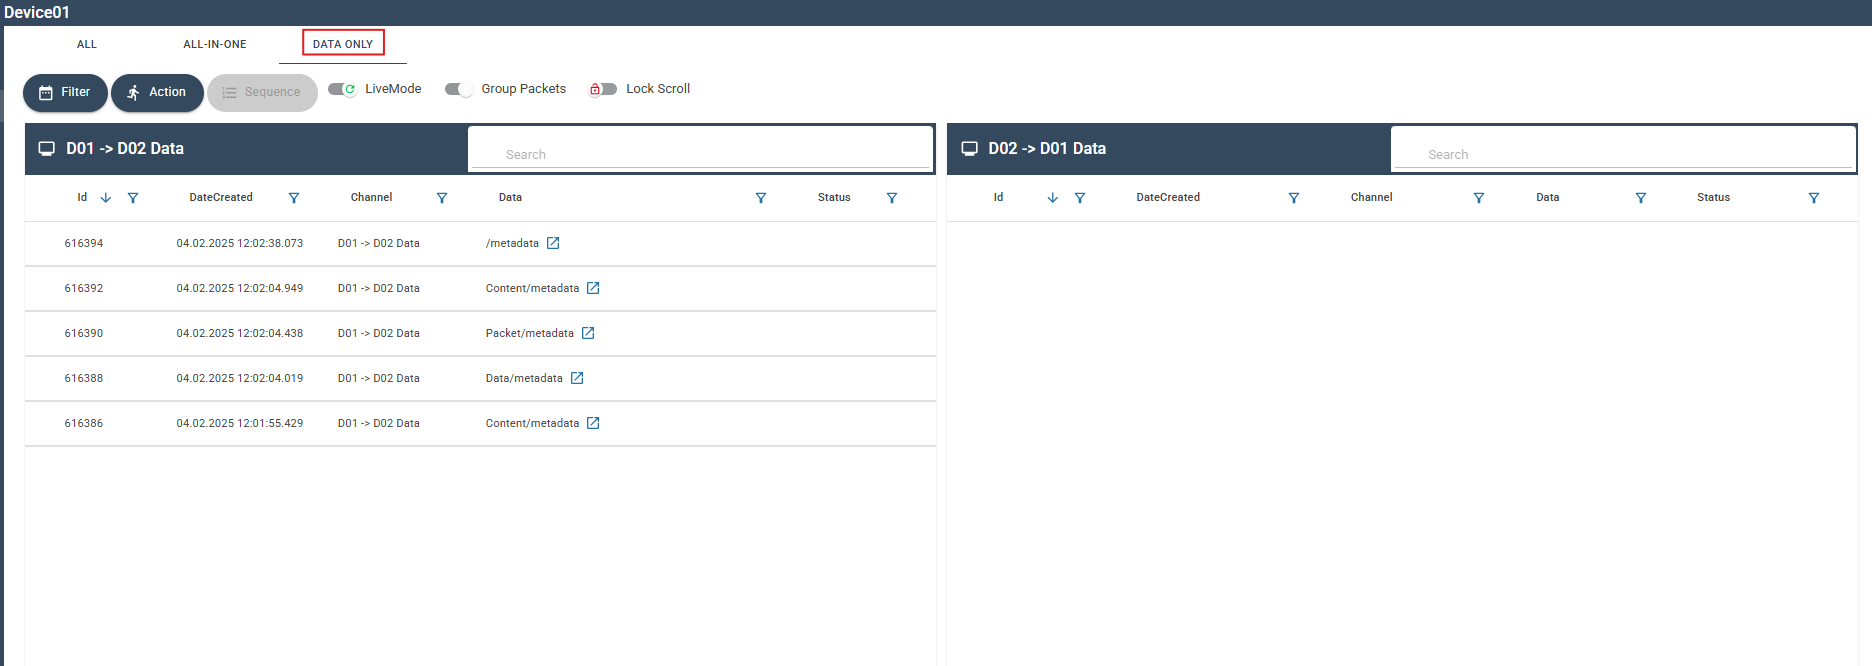 Device01
ALL ALL-IN-ONE DATA ONLY
Filter Action Sequence LiveMode Group Packets Lock Scroll
D01 -> D02 Data Search
Id DateCreated Channel Data Status
616394 04.02.2025 12:02:38.073 D01 -> D02 Data /metadata
616392 04.02.2025 12:02:04.949 D01 -> D02 Data Content/metadata
616390 04.02.2025 12:02:04.438 D01 -> D02 Data Packet/metadata
616388 04.02.2025 12:02:04.019 D01 -> D02 Data Data/metadata
616386 04.02.2025 12:01:55.429 D01 -> D02 Data Content/metadata
D02 -> D01 Data Search
Id DateCreated Channel Data Status